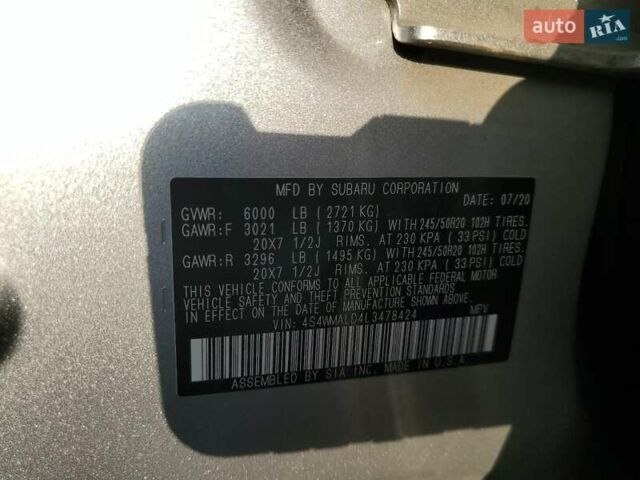 auto RIA.com
MFD BY SUBARU CORPORATION
DATE: 07/20
GVWR: 6000 LB ( 2721 KG)
GAWR:F 3021 LB ( 1370 KG) WITH 245/50R20 102H TIRES.
20X7 1/2J RIMS. AT 230 KPA ( 33 PSI) COLD
GAWR:R 3296 LB ( 1495 KG) WITH 245/50R20 102H TIRES.
20X7 1/2J RIMS. AT 230 KPA ( 33 PSI) COLD
THIS VEHICLE CONFORMS TO ALL APPLICABLE FEDERAL MOTOR
VEHICLE SAFETY AND THEFT PREVENTION STANDARDS IN
EFFECT ON THE DATE OF MANUFACTURE SHOWN ABOVE.
VIN: 4S4WMALD4L3478424 MPV
ASSEMBLED BY SIA INC. MADE IN U.S.A.